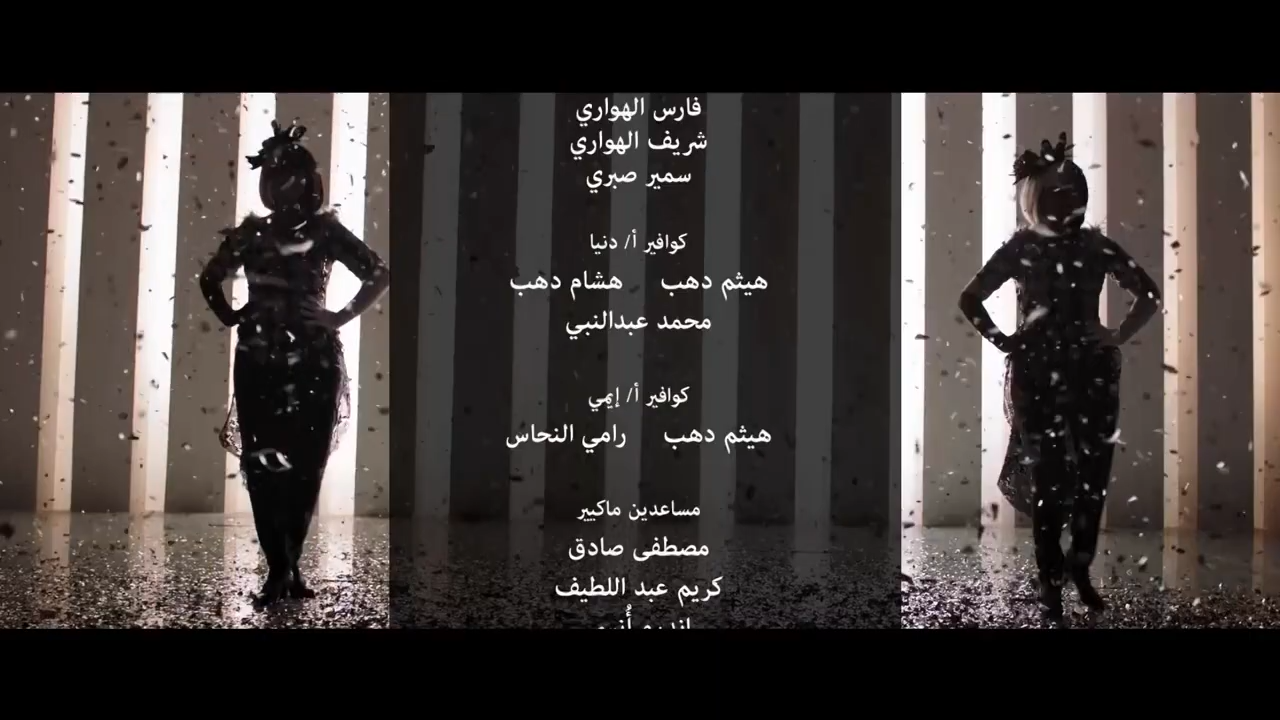 فارس الهواري
شريف الهواري
سمير صبري
كوافير أ/ دنيا
هيثم دهب هشام دهب
محمد عبدالنبي
كوافير أ/ إيمي
هيثم دهب رامي النحاس
مساعدين ماكيير
مصطفى صادق
كريم عبد اللطيف